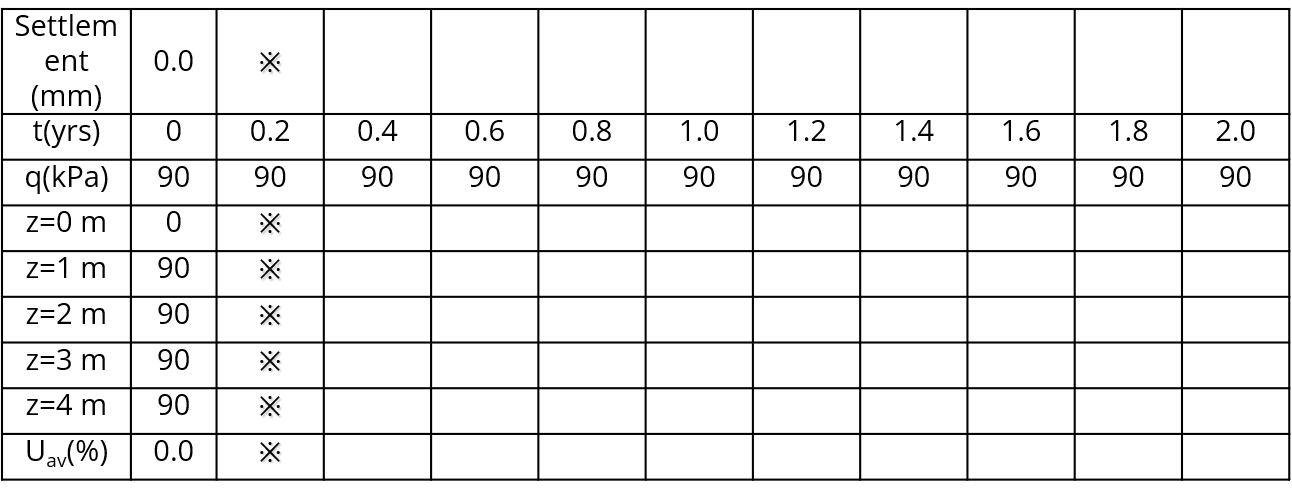 Settlem
ent
(mm) 0.0 ※
t(yrs) 0 0.2 0.4 0.6 0.8 1.0 1.2 1.4 1.6 1.8 2.0
q(kPa) 90 90 90 90 90 90 90 90 90 90 90
z=0 m 0 ※
z=1 m 90 ※
z=2 m 90 ※
z=3 m 90 ※
z=4 m 90 ※
Uav(%) 0.0 ※